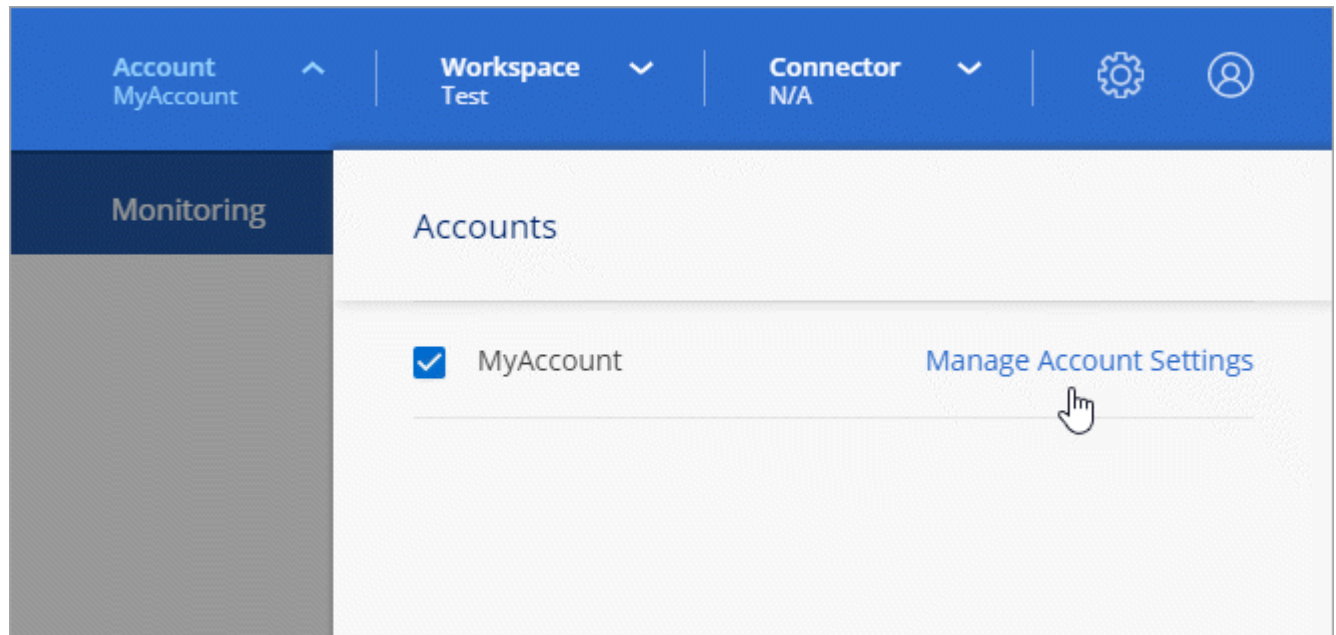 Account
MyAccount
Workspace
Test
Connector
N/A
Monitoring
Accounts
MyAccount
Manage Account Settings